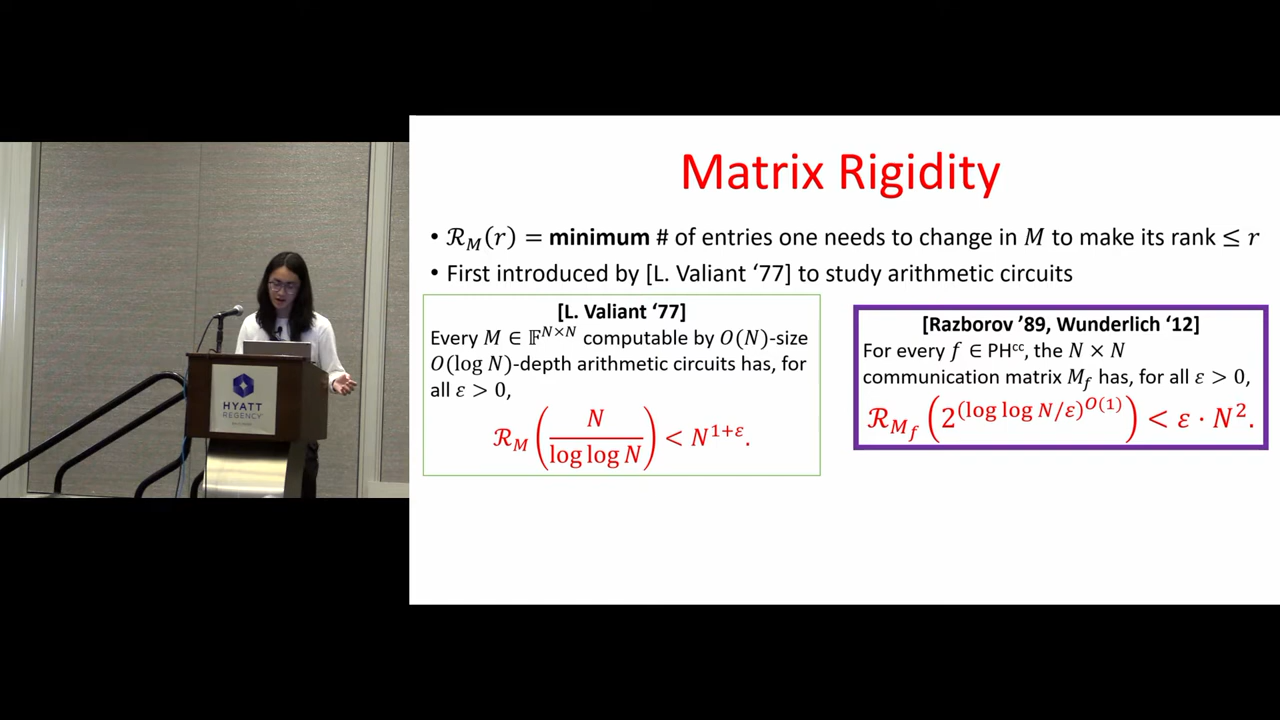 Matrix Rigidity
• ℛ_M(r) = minimum # of entries one needs to change in M to make its rank ≤ r
• First introduced by [L. Valiant ‘77] to study arithmetic circuits
[L. Valiant ‘77]
Every M ∈ 𝔽^{N×N} computable by O(N)-size
O(log N)-depth arithmetic circuits has, for
all ε > 0,
ℛ_M(N / log log N) < N^{1+ε}.
[Razborov ’89, Wunderlich ‘12]
For every f ∈ PH^{cc}, the N × N
communication matrix M_f has, for all ε > 0,
ℛ_{M_f}(2^{(log log N/ε)^{O(1)}}) < ε · N^2.
HYATT
REGENCY